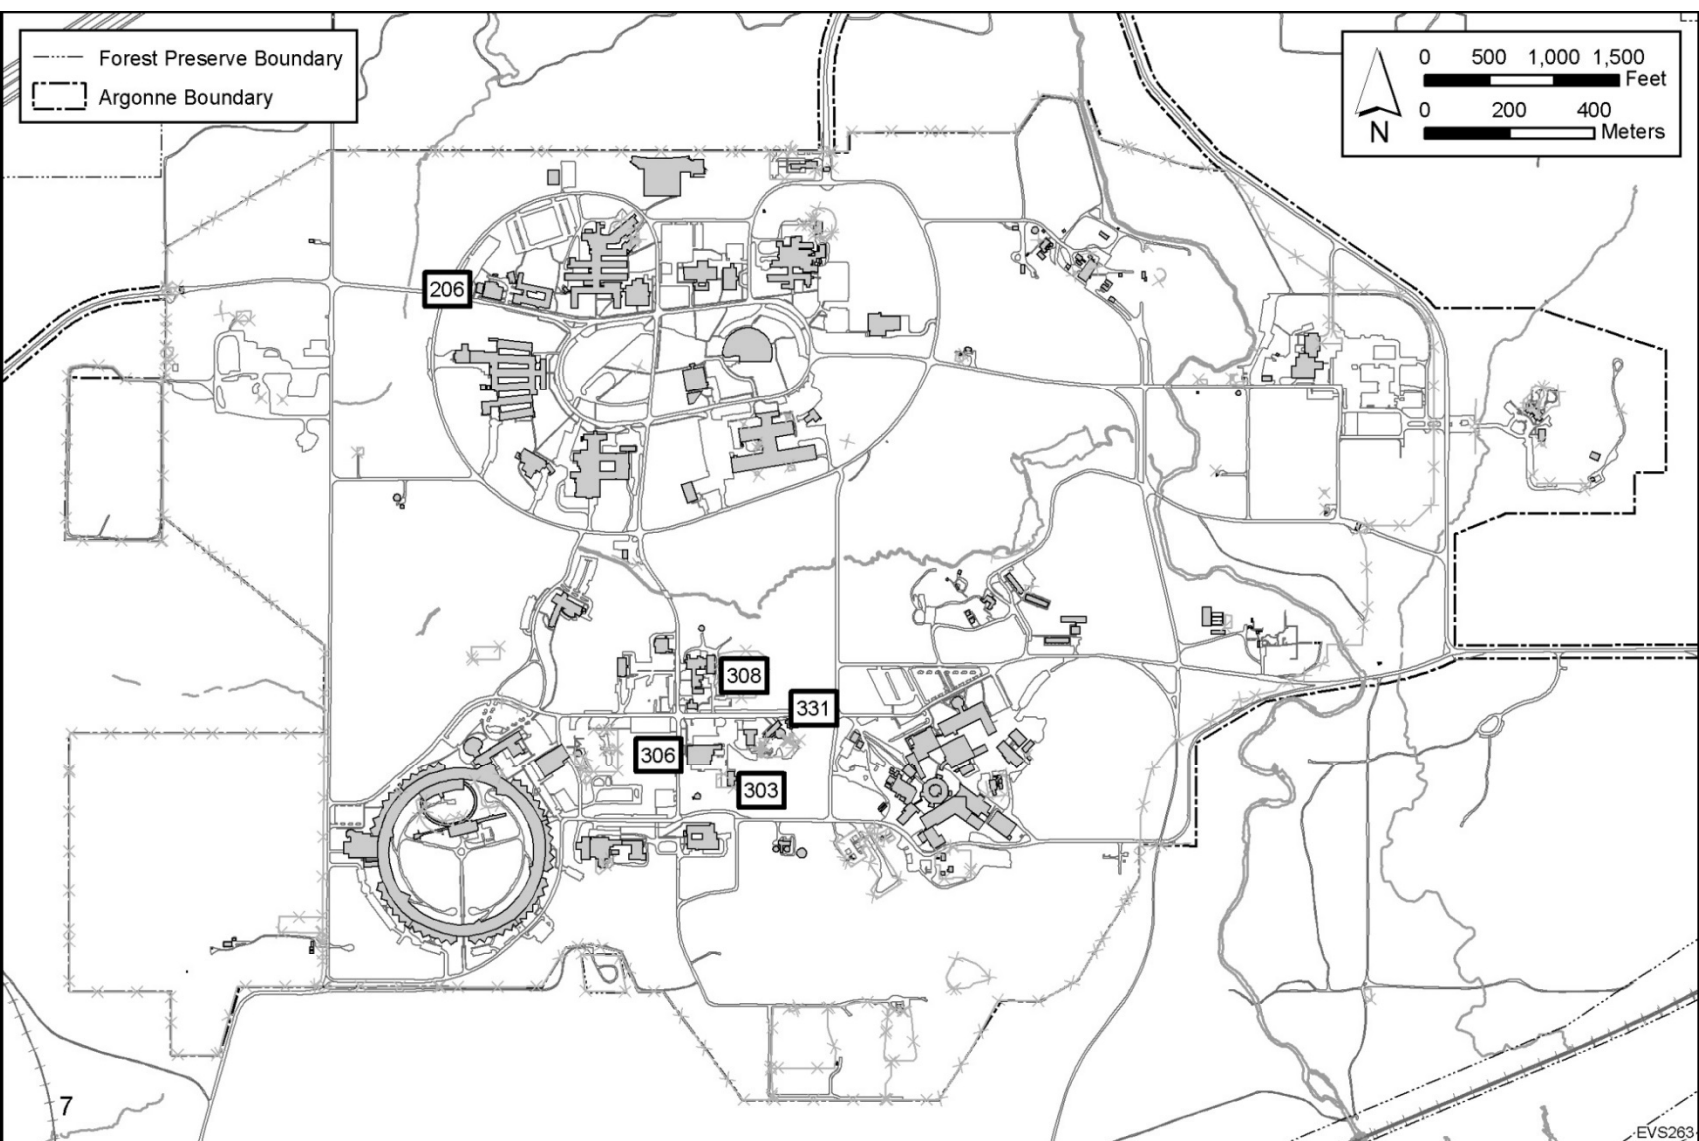 Forest Preserve Boundary
Argonne Boundary
0 500 1,000 1,500
Feet
0 200 400
Meters
N
206
308
331
306
303
7
EVS263